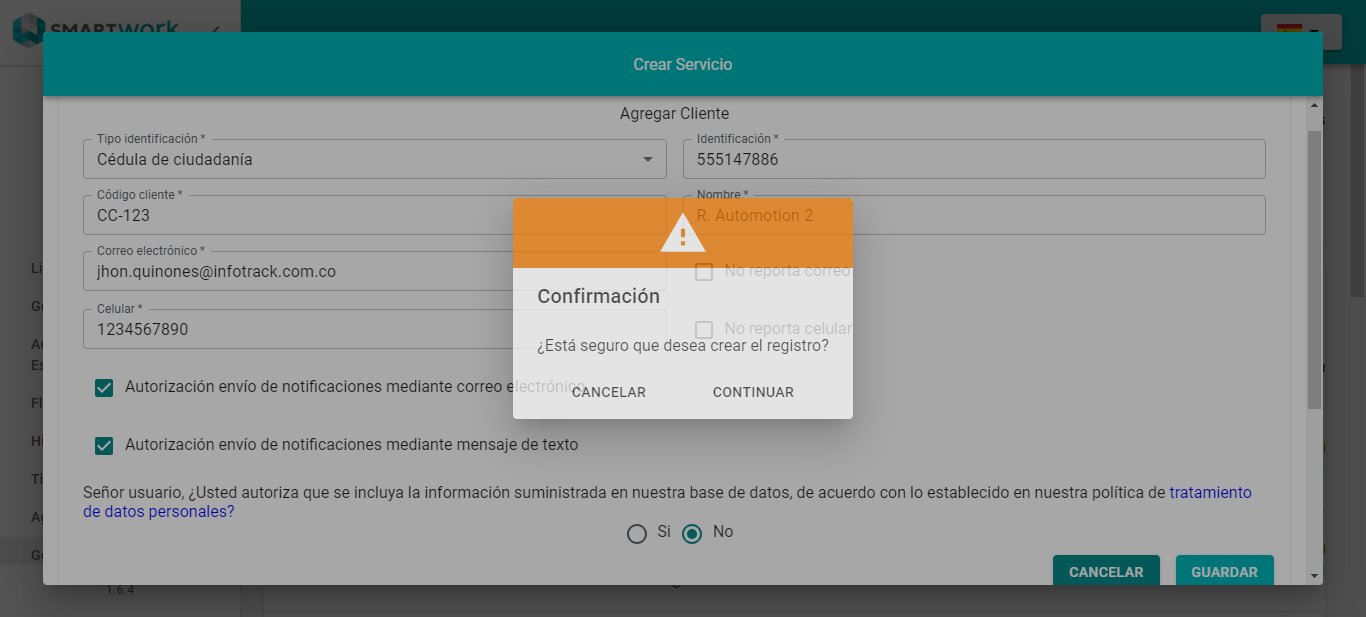 SMARTwork
Crear Servicio
Agregar Cliente
Tipo identificación *
Cédula de ciudadanía
Identificación *
555147886
Código cliente *
CC-123
Nombre *
R. Automotion 2
Correo electrónico *
jhon.quinones@infotrack.com.co
No reporta correo
Celular *
1234567890
No reporta celular
Confirmación
¿Está seguro que desea crear el registro?
CANCELAR
CONTINUAR
Autorización envío de notificaciones mediante correo electrónico
Autorización envío de notificaciones mediante mensaje de texto
Señor usuario, ¿Usted autoriza que se incluya la información suministrada en nuestra base de datos, de acuerdo con lo establecido en nuestra política de tratamiento
de datos personales?
Si
No
CANCELAR
GUARDAR
1.6.4